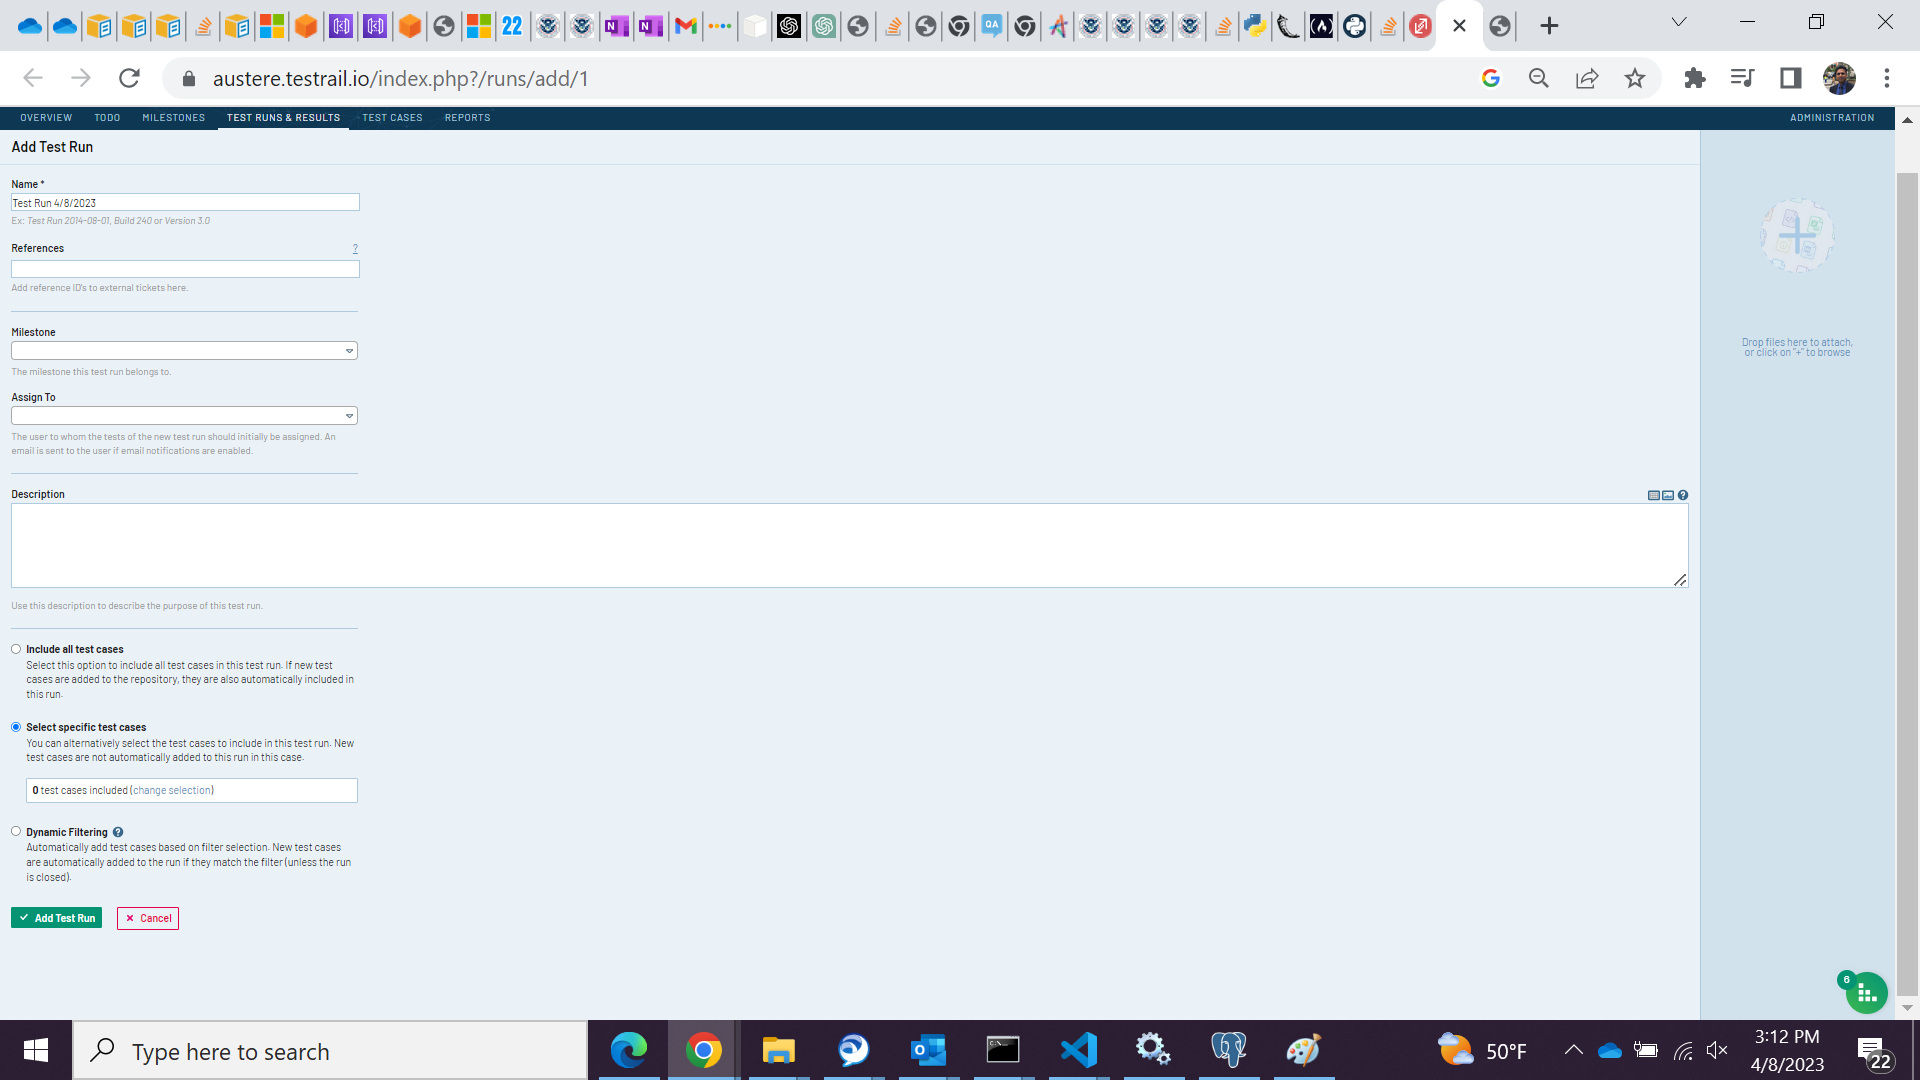 22
QA
austere.testrail.io/index.php?/runs/add/1
OVERVIEW TODO MILESTONES TEST RUNS & RESULTS TEST CASES REPORTS ADMINISTRATION
Add Test Run
Name *
Test Run 4/8/2023
Ex: Test Run 2014-08-01, Build 240 or Version 3.0
References ?
Add reference ID's to external tickets here.
Milestone
The milestone this test run belongs to.
Assign To
The user to whom the tests of the new test run should initially be assigned. An
email is sent to the user if email notifications are enabled.
Description
Use this description to describe the purpose of this test run.
Include all test cases
Select this option to include all test cases in this test run. If new test
cases are added to the repository, they are also automatically included in
this run.
Select specific test cases
You can alternatively select the test cases to include in this test run. New
test cases are not automatically added to this run in this case.
0 test cases included (change selection)
Dynamic Filtering ?
Automatically add test cases based on filter selection. New test cases
are automatically added to the run if they match the filter (unless the run
is closed).
Add Test Run Cancel
Drop files here to attach,
or click on "+" to browse
6
Type here to search
50°F
3:12 PM
4/8/2023
22